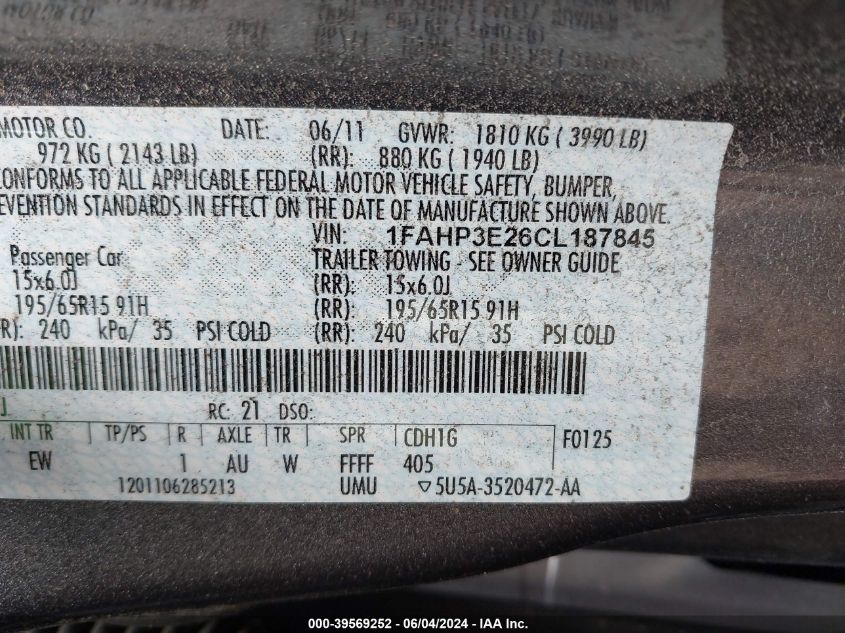 MOTOR CO. DATE: 06/11 GVWR: 1810 KG ( 3990 LB)
972 KG ( 2143 LB) (RR): 880 KG ( 1940 LB)
CONFORMS TO ALL APPLICABLE FEDERAL MOTOR VEHICLE SAFETY, BUMPER,
EVENTION STANDARDS IN EFFECT ON THE DATE OF MANUFACTURE SHOWN ABOVE.
VIN: 1FAHP3E26CL187845
Passenger Car TRAILER TOWING - SEE OWNER GUIDE
15x6.0J (RR): 15x6.0J
195/65R15 91H (RR): 195/65R15 91H
R): 240 kPa/ 35 PSI COLD (RR): 240 kPa/ 35 PSI COLD
J RC: 21 DSO:
INT TR TP/PS R AXLE TR SPR CDH1G F0125
EW 1 AU W FFFF 405
1201106285213 UMU ▽5U5A-3520472-AA
000-39569252 - 06/04/2024 - IAA Inc.